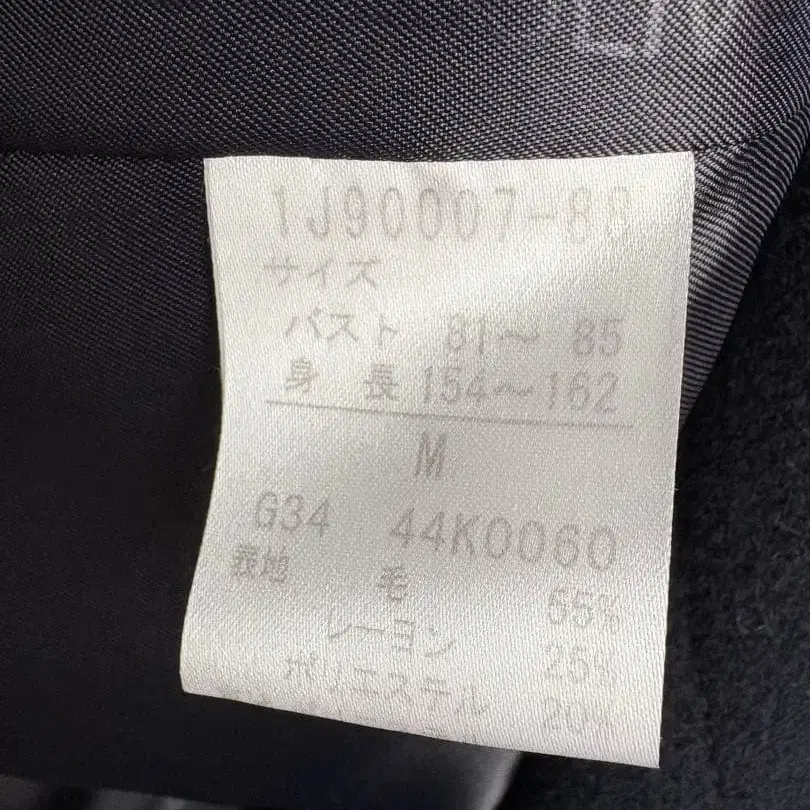 1J90007-88
サイズ
バスト 81～ 85
身 長 154～162
M
G34 44K0060
表地 毛 55%
レーヨン 25%
ポリエステル 20%